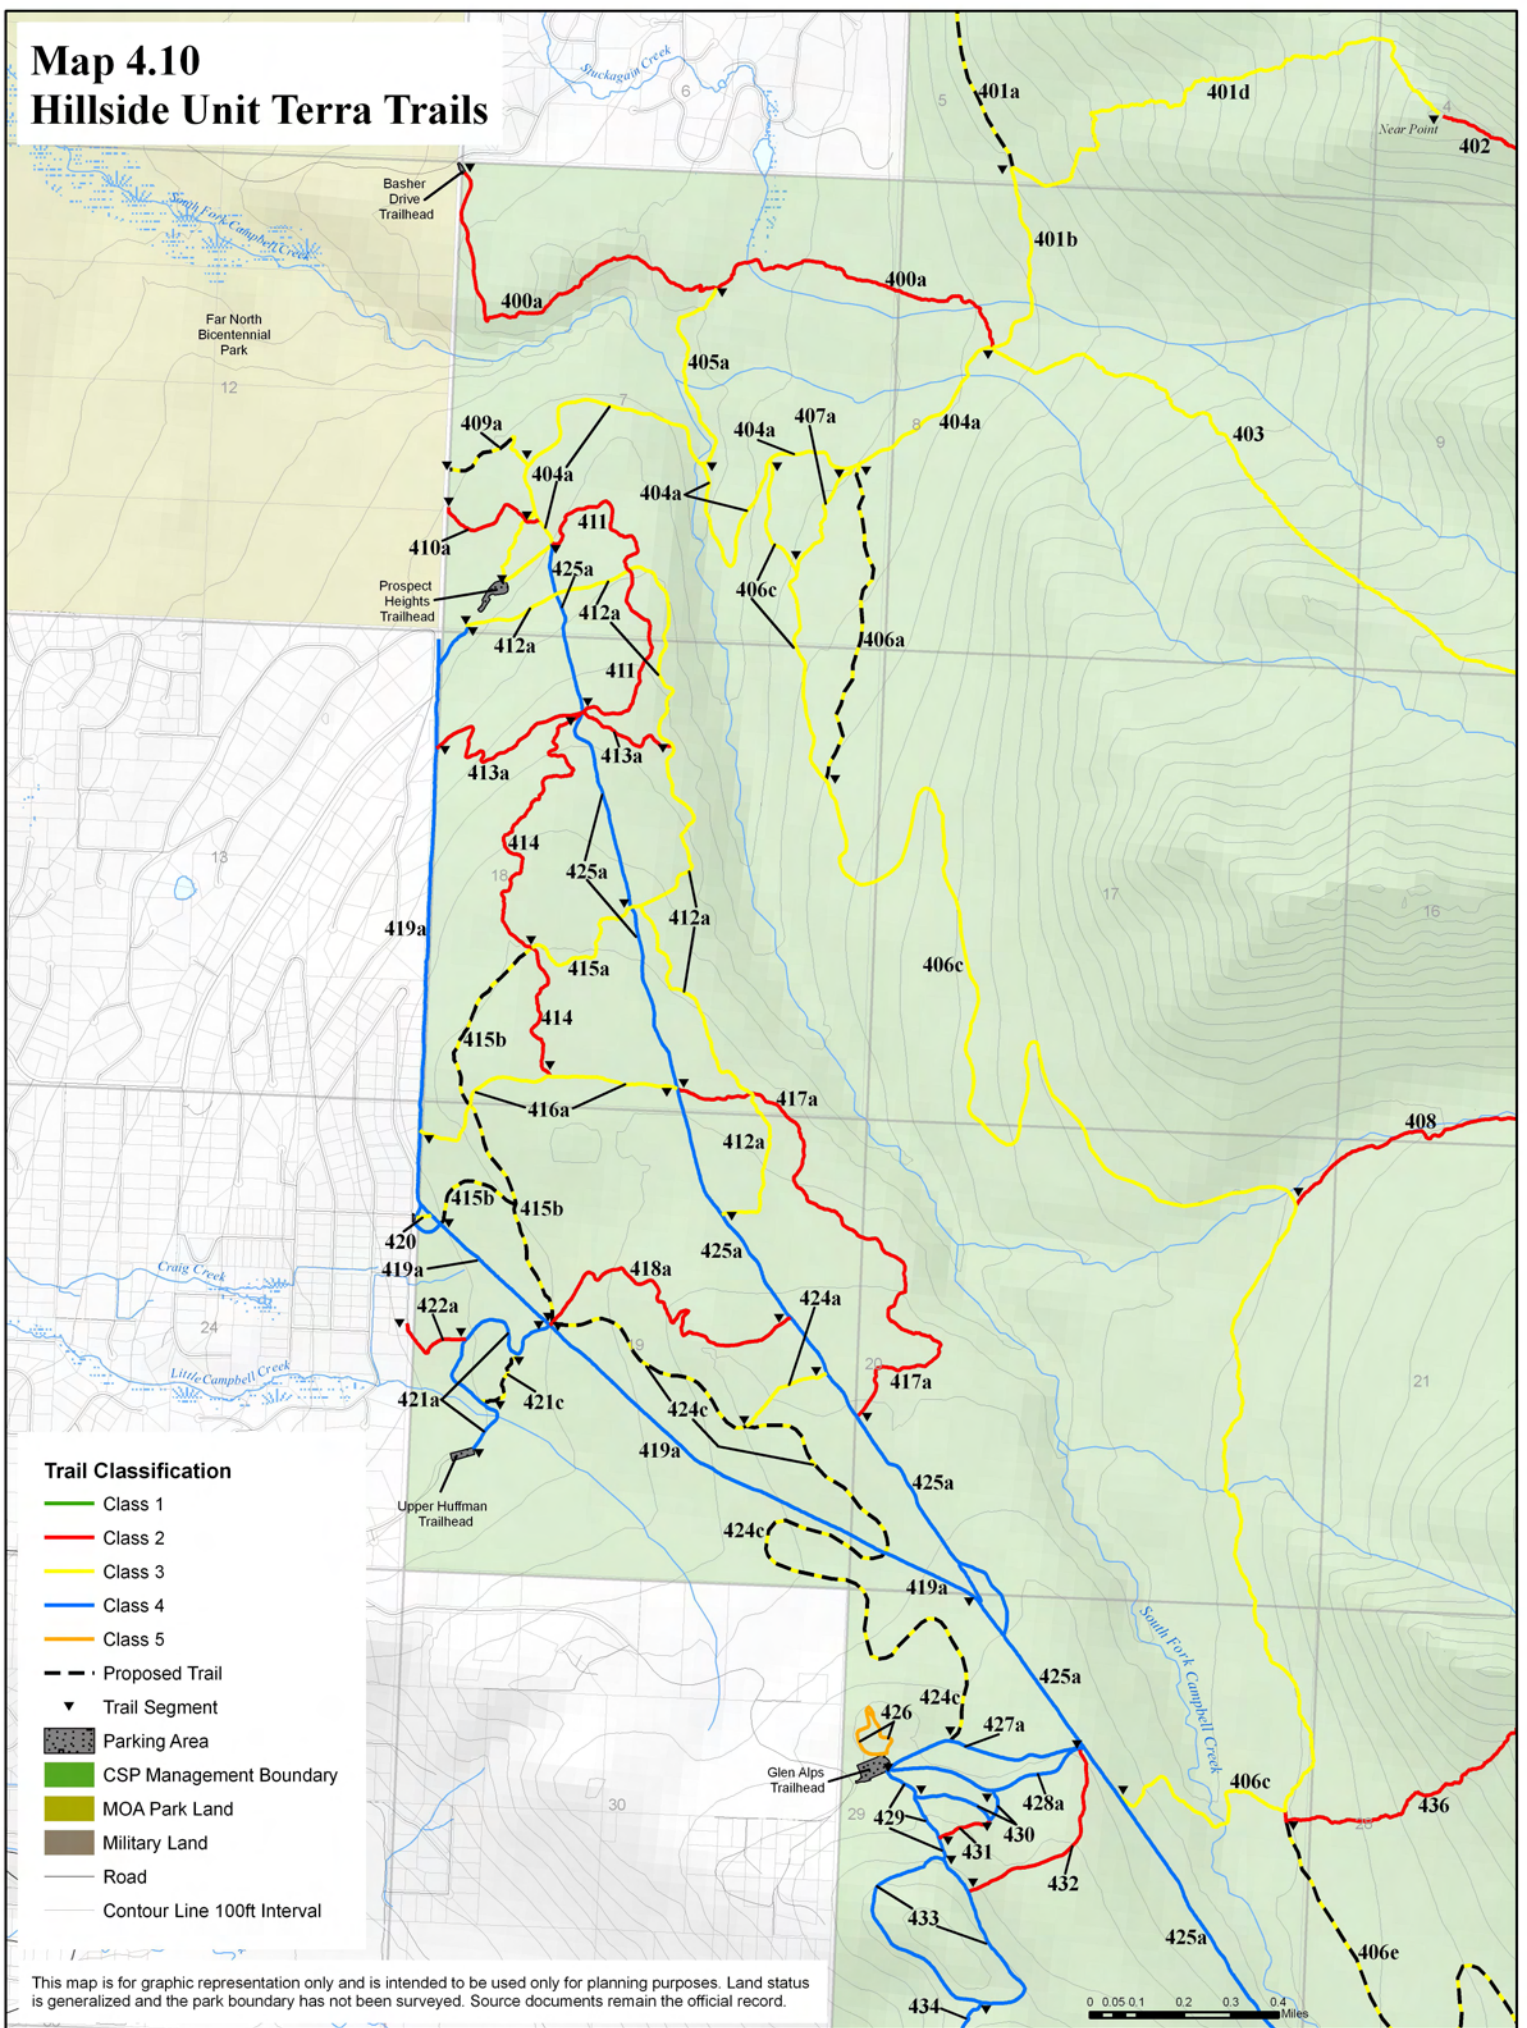 Map 4.10
Hillside Unit Terra Trails
Stuckagain Creek
6
5
401a
401d
4
Near Point
402
Basher
Drive
Trailhead
South Fork Campbell Creek
401b
400a
400a
Far North
Bicentennial
Park
12
405a
7
409a
404a
407a
8
404a
403
9
404a
404a
411
410a
425a
406c
Prospect
Heights
Trailhead
412a
412a
406a
411
413a
413a
414
13
18
425a
419a
412a
17
16
415a
406c
414
415b
416a
417a
408
412a
415b
415b
420
425a
419a
Craig Creek
418a
424a
422a
24
19
20
21
Little Campbell Creek
417a
421a
421c
424c
419a
425a
Upper Huffman
Trailhead
424c
419a
Trail Classification
Class 1
Class 2
Class 3
Class 4
Class 5
Proposed Trail
Trail Segment
Parking Area
CSP Management Boundary
MOA Park Land
Military Land
Road
Contour Line 100ft Interval
South Fork Campbell Creek
425a
424c
426
427a
Glen Alps
Trailhead
406c
428a
436
30
29
429
430
28
431
432
433
425a
406e
434
This map is for graphic representation only and is intended to be used only for planning purposes. Land status
is generalized and the park boundary has not been surveyed. Source documents remain the official record.
0 0.05 0.1 0.2 0.3 0.4
Miles